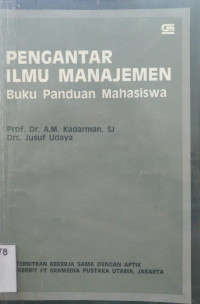 PENGANTAR
ILMU MANAJEMEN
Buku Panduan Mahasiswa
Prof. Dr. A.M. Kadarman, SJ
Drs. Jusuf Udaya
DITERBITKAN BEKERJA SAMA DENGAN APTIK
PENERBIT PT GRAMEDIA PUSTAKA UTAMA, JAKARTA